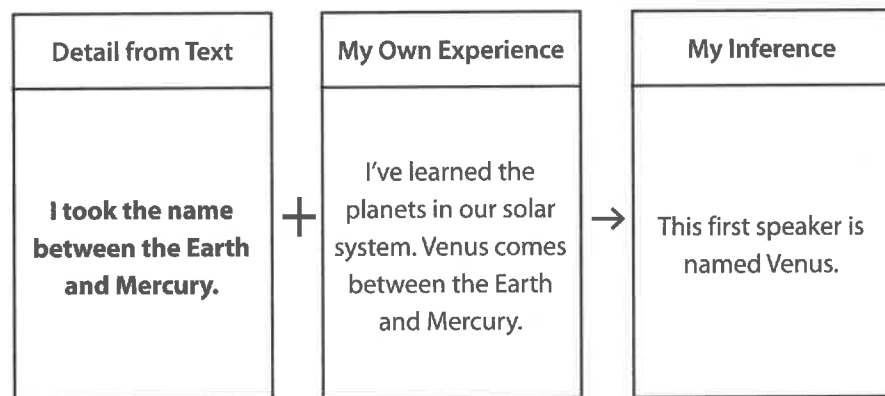 Detail from Text
I took the name
between the Earth
and Mercury.
+
My Own Experience
I've learned the
planets in our solar
system. Venus comes
between the Earth
and Mercury.
→
My Inference
This first speaker is
named Venus.